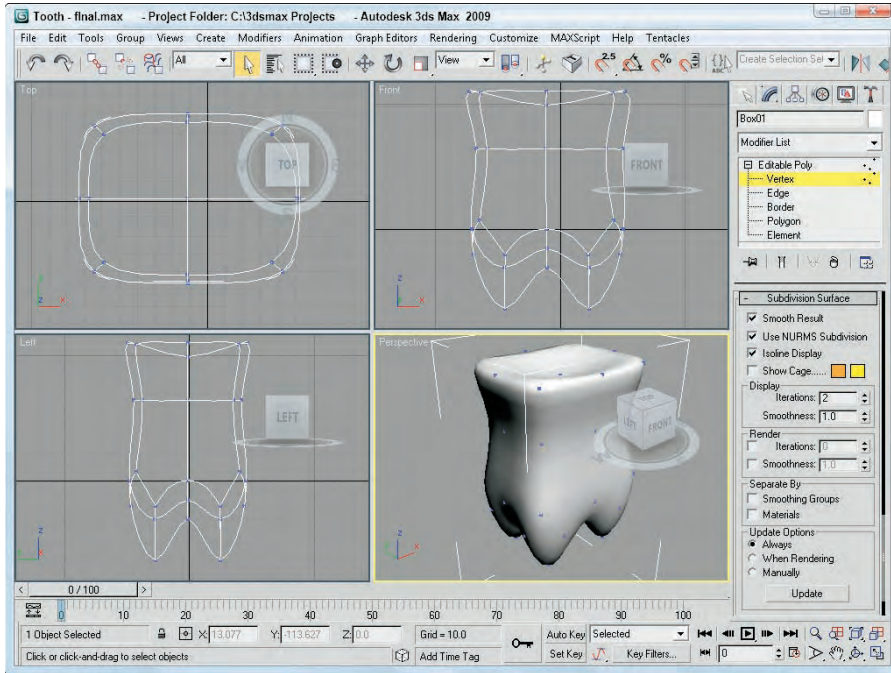 Tooth - final.max - Project Folder: C:\3dsmax Projects - Autodesk 3ds Max 2009
File Edit Tools Group Views Create Modifiers Animation Graph Editors Rendering Customize MAXScript Help Tentacles
All View 2.5 Create Selection Set
Top
TOP
Front
FRONT
Left
LEFT
Perspective
LEFT FRONT
Box01
Modifier List
Editable Poly
Vertex
Edge
Border
Polygon
Element
Subdivision Surface
Smooth Result
Use NURMS Subdivision
Isoline Display
Show Cage......
Display
Iterations: 2
Smoothness: 1.0
Render
Iterations: 0
Smoothness: 1.0
Separate By
Smoothing Groups
Materials
Update Options
Always
When Rendering
Manually
Update
0 / 100
0 10 20 30 40 50 60 70 80 90 100
1 Object Selected X: 13.077 Y: -113.627 Z: 0.0 Grid = 10.0 Auto Key Selected
Click or click-and-drag to select objects Add Time Tag Set Key Key Filters... 0